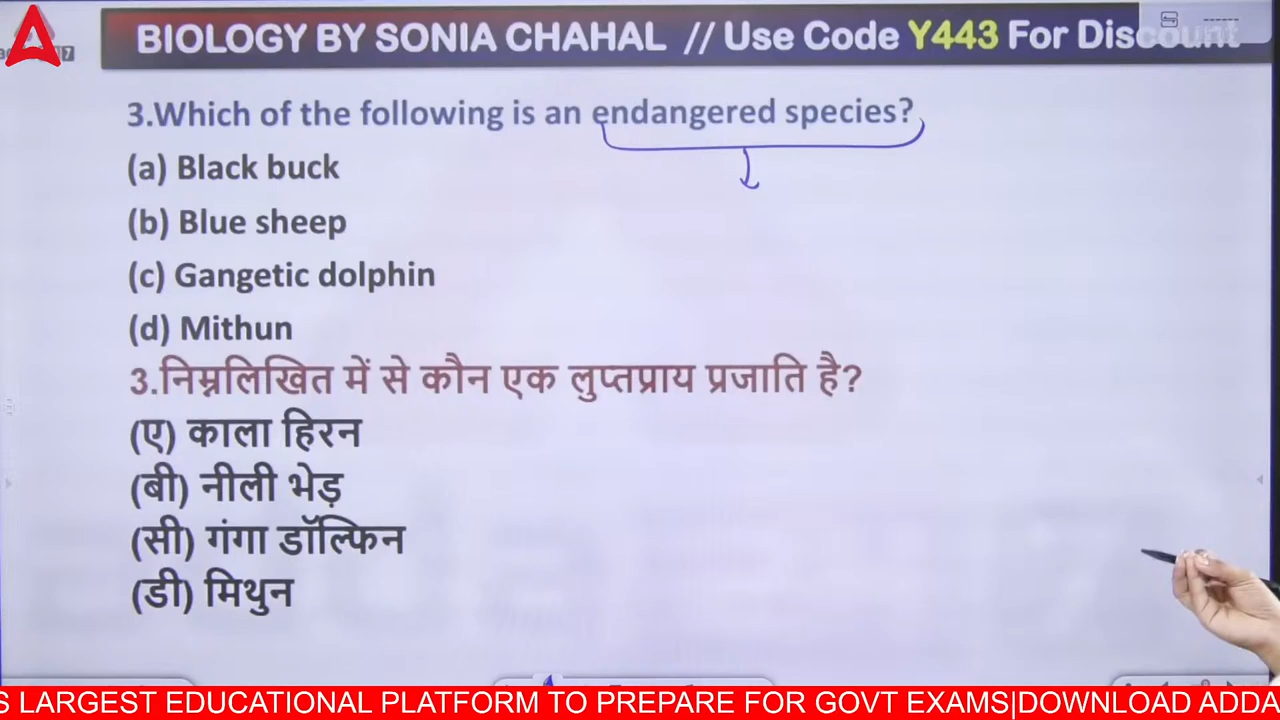 BIOLOGY BY SONIA CHAHAL // Use Code Y443 For Discount
3.Which of the following is an endangered species?
(a) Black buck
(b) Blue sheep
(c) Gangetic dolphin
(d) Mithun
3.निम्नलिखित में से कौन एक लुप्तप्राय प्रजाति है?
(ए) काला हिरन
(बी) नीली भेड़
(सी) गंगा डॉल्फिन
(डी) मिथुन
S LARGEST EDUCATIONAL PLATFORM TO PREPARE FOR GOVT EXAMS|DOWNLOAD ADDA